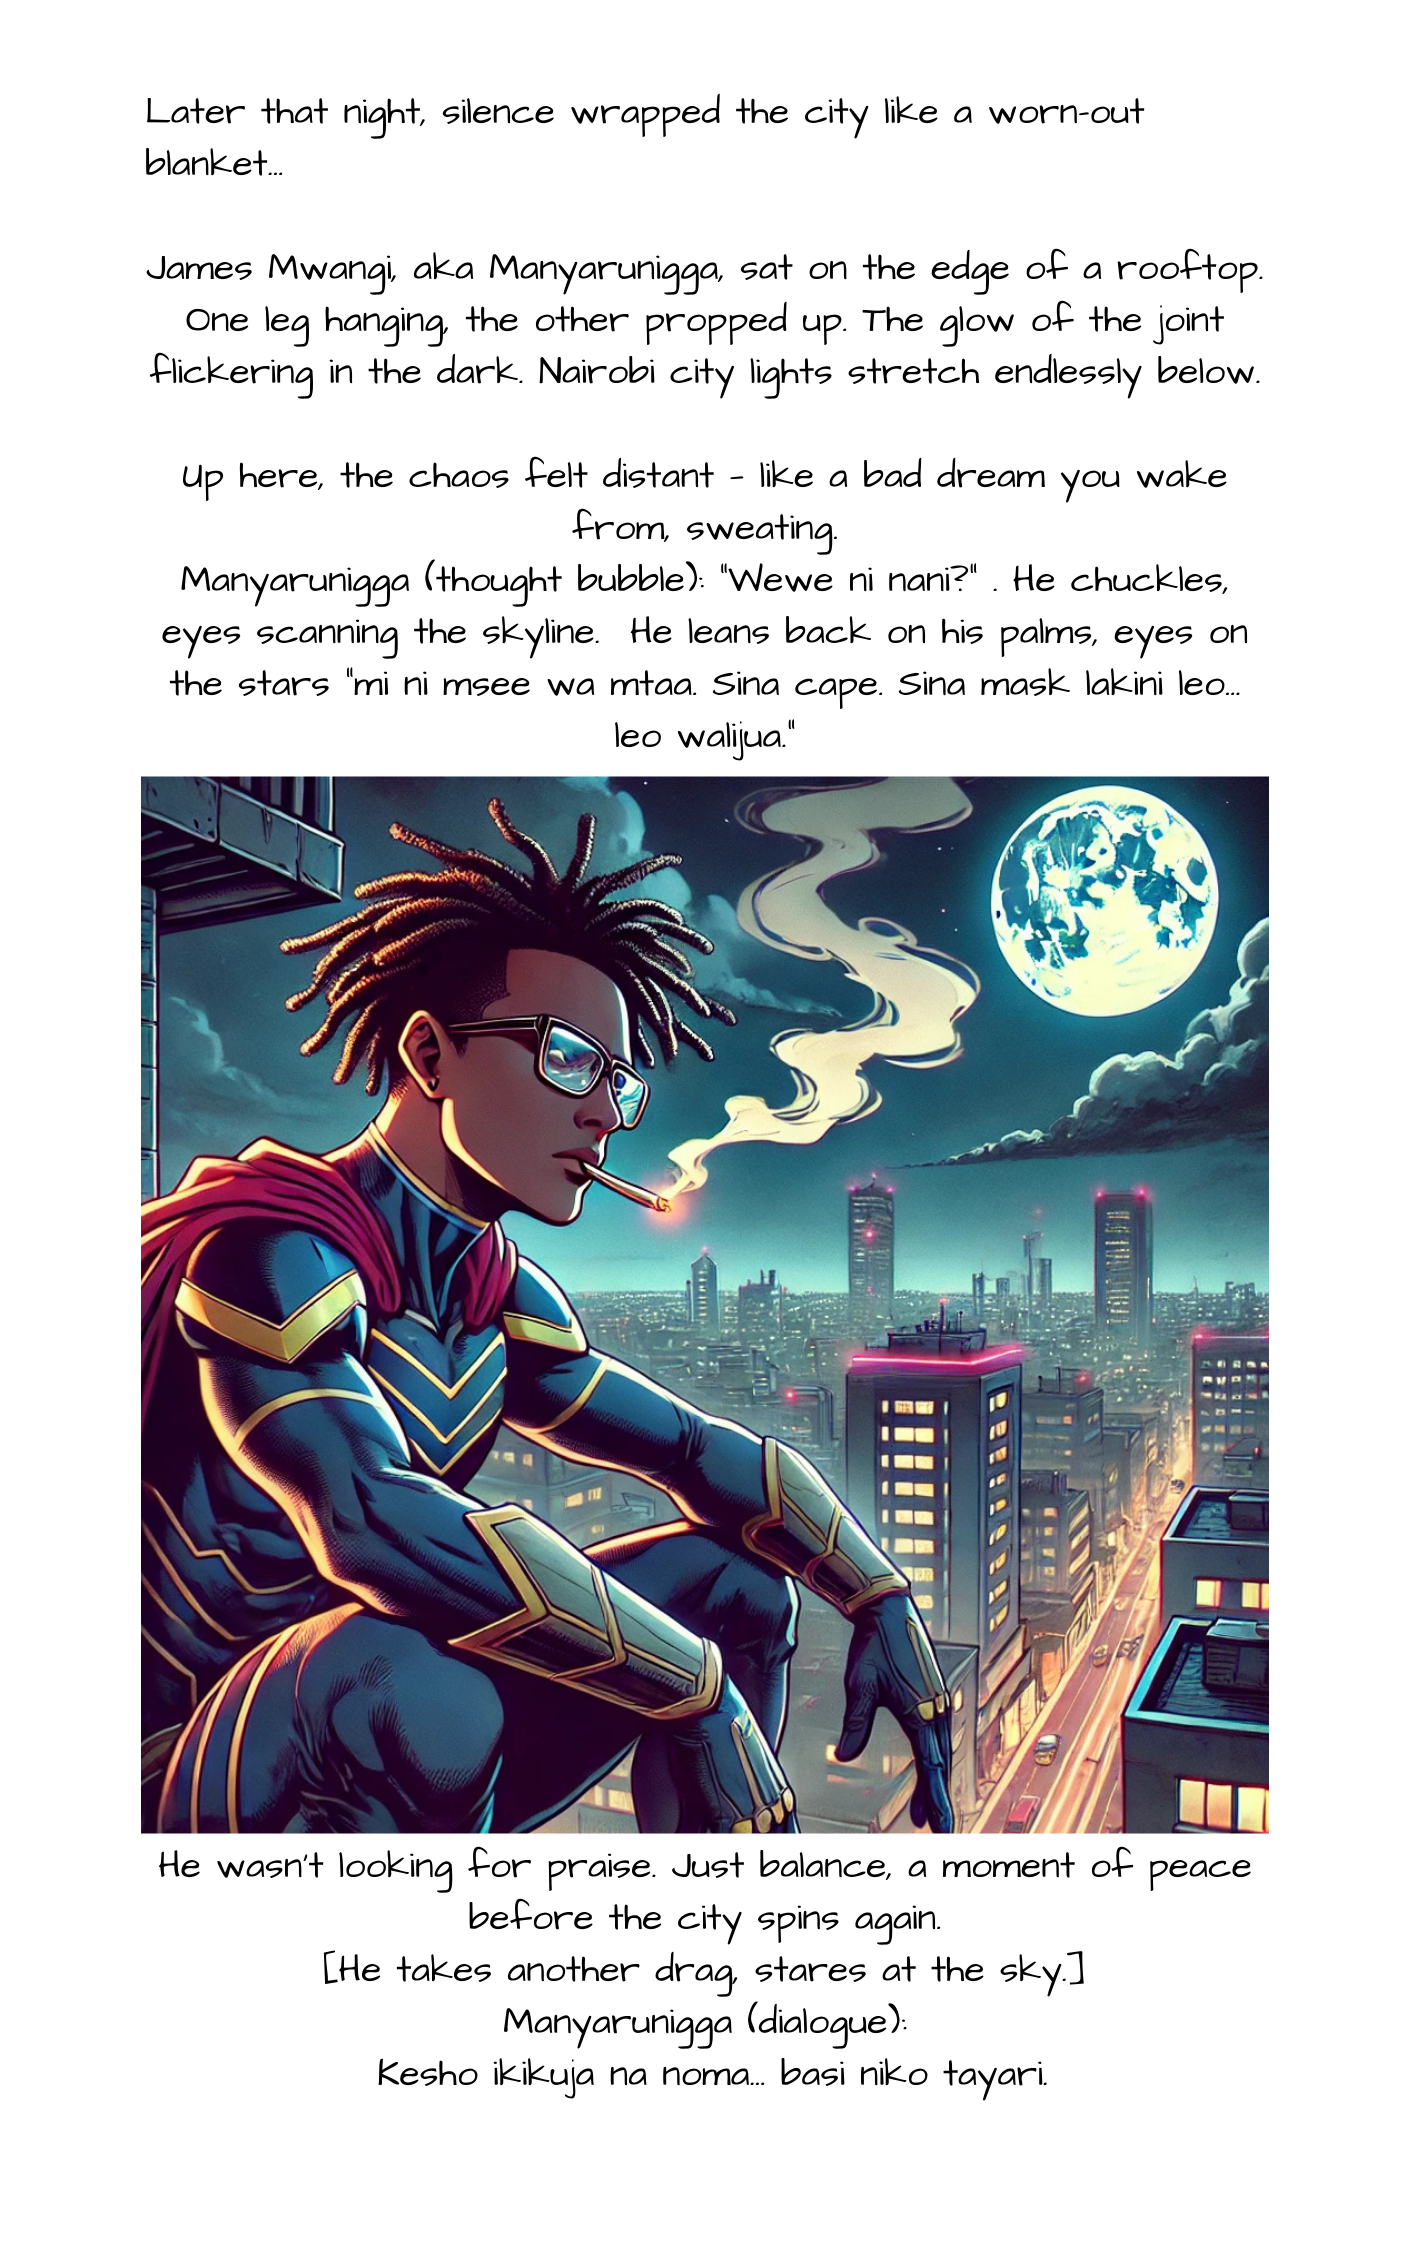 Later that night, silence wrapped the city like a worn-out
blanket...
James Mwangi, aka Manyarunigga, sat on the edge of a rooftop.
One leg hanging, the other propped up. The glow of the joint
flickering in the dark. Nairobi city lights stretch endlessly below.
Up here, the chaos felt distant - like a bad dream you wake
from, sweating.
Manyarunigga (thought bubble): "Wewe ni nani?" . He chuckles,
eyes scanning the skyline. He leans back on his palms, eyes on
the stars "mi ni msee wa mtaa. Sina cape. Sina mask lakini leo...
leo walijua."
He wasn't looking for praise. Just balance, a moment of peace
before the city spins again.
[He takes another drag, stares at the sky.]
Manyarunigga (dialogue):
Kesho ikikuja na noma... basi niko tayari.